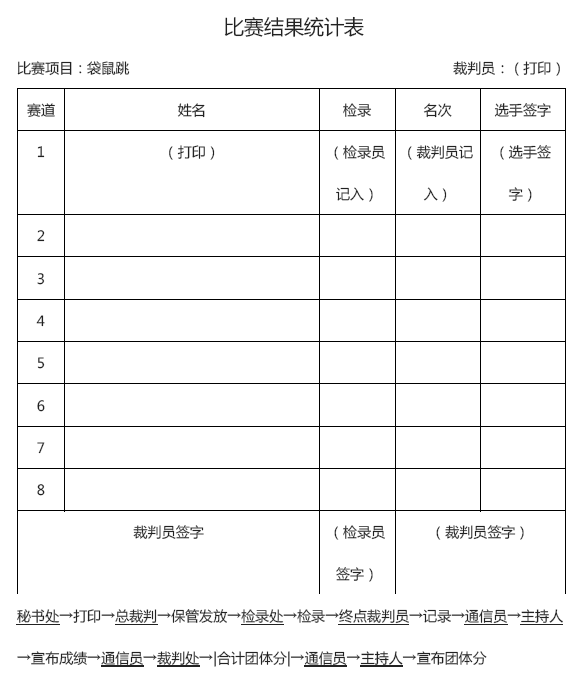 比赛结果统计表
比赛项目：袋鼠跳 裁判员：（打印）
赛道 姓名 检录 名次 选手签字
1 （打印） （检录员 （裁判员记 （选手签
记入） 入） 字）
2
3
4
5
6
7
8
裁判员签字 （检录员 （裁判员签字）
签字）
秘书处→打印→总裁判→保管发放→检录处→检录→终点裁判员→记录→通信员→主持人
→宣布成绩→通信员→裁判处→|合计团体分|→通信员→主持人→宣布团体分